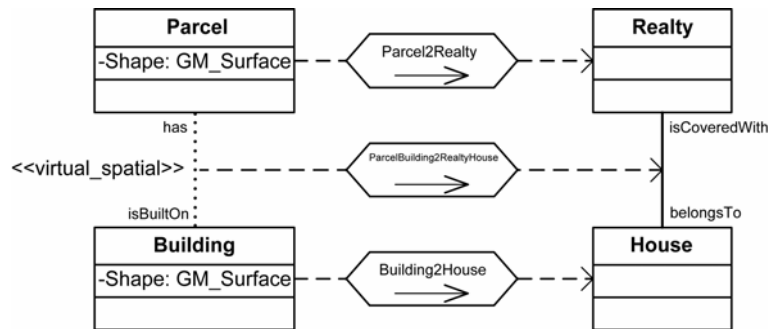 Parcel
-Shape: GM_Surface
Parcel2Realty
Realty
has
isCoveredWith
<<virtual_spatial>>
ParcelBuilding2RealtyHouse
isBuiltOn
belongsTo
Building
-Shape: GM_Surface
Building2House
House